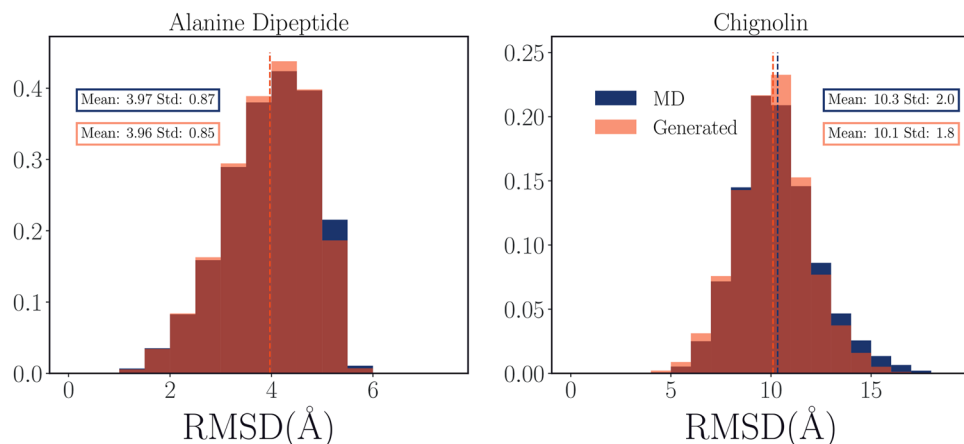 Alanine Dipeptide
0.4
0.3
0.2
0.1
0.0
Mean: 3.97 Std: 0.87
Mean: 3.96 Std: 0.85
0
2
4
6
RMSD(Å)
Chignolin
0.25
0.20
0.15
0.10
0.05
0.00
MD
Generated
Mean: 10.3 Std: 2.0
Mean: 10.1 Std: 1.8
0
5
10
15
RMSD(Å)